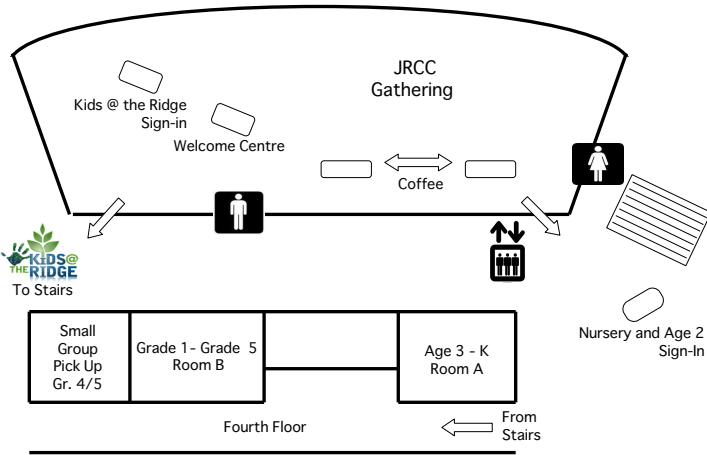 JRCC
Gathering
Kids @ the Ridge
Sign-in
Welcome Centre
Coffee
KIDS@
THE RIDGE
To Stairs
Nursery and Age 2
Sign-In
Small
Group
Pick Up
Gr. 4/5
Grade 1- Grade 5
Room B
Age 3 - K
Room A
Fourth Floor
From
Stairs